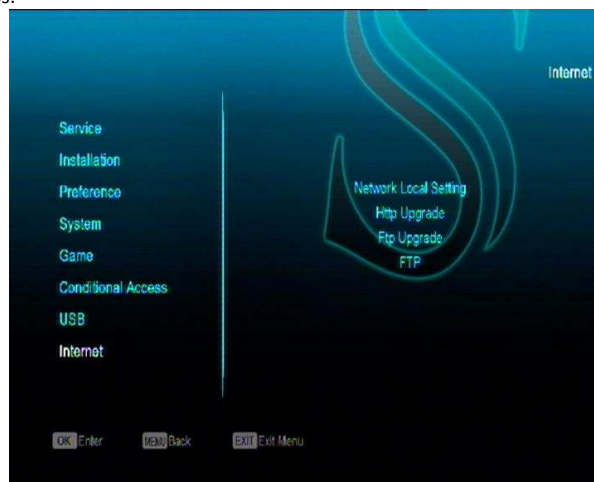 s.
Internet
Service
Installation
Preference
System
Game
Conditional Access
USB
Internet
Network Local Setting
Http Upgrade
Ftp Upgrade
FTP
OK Enter
MENU Back
EXIT Exit Menu